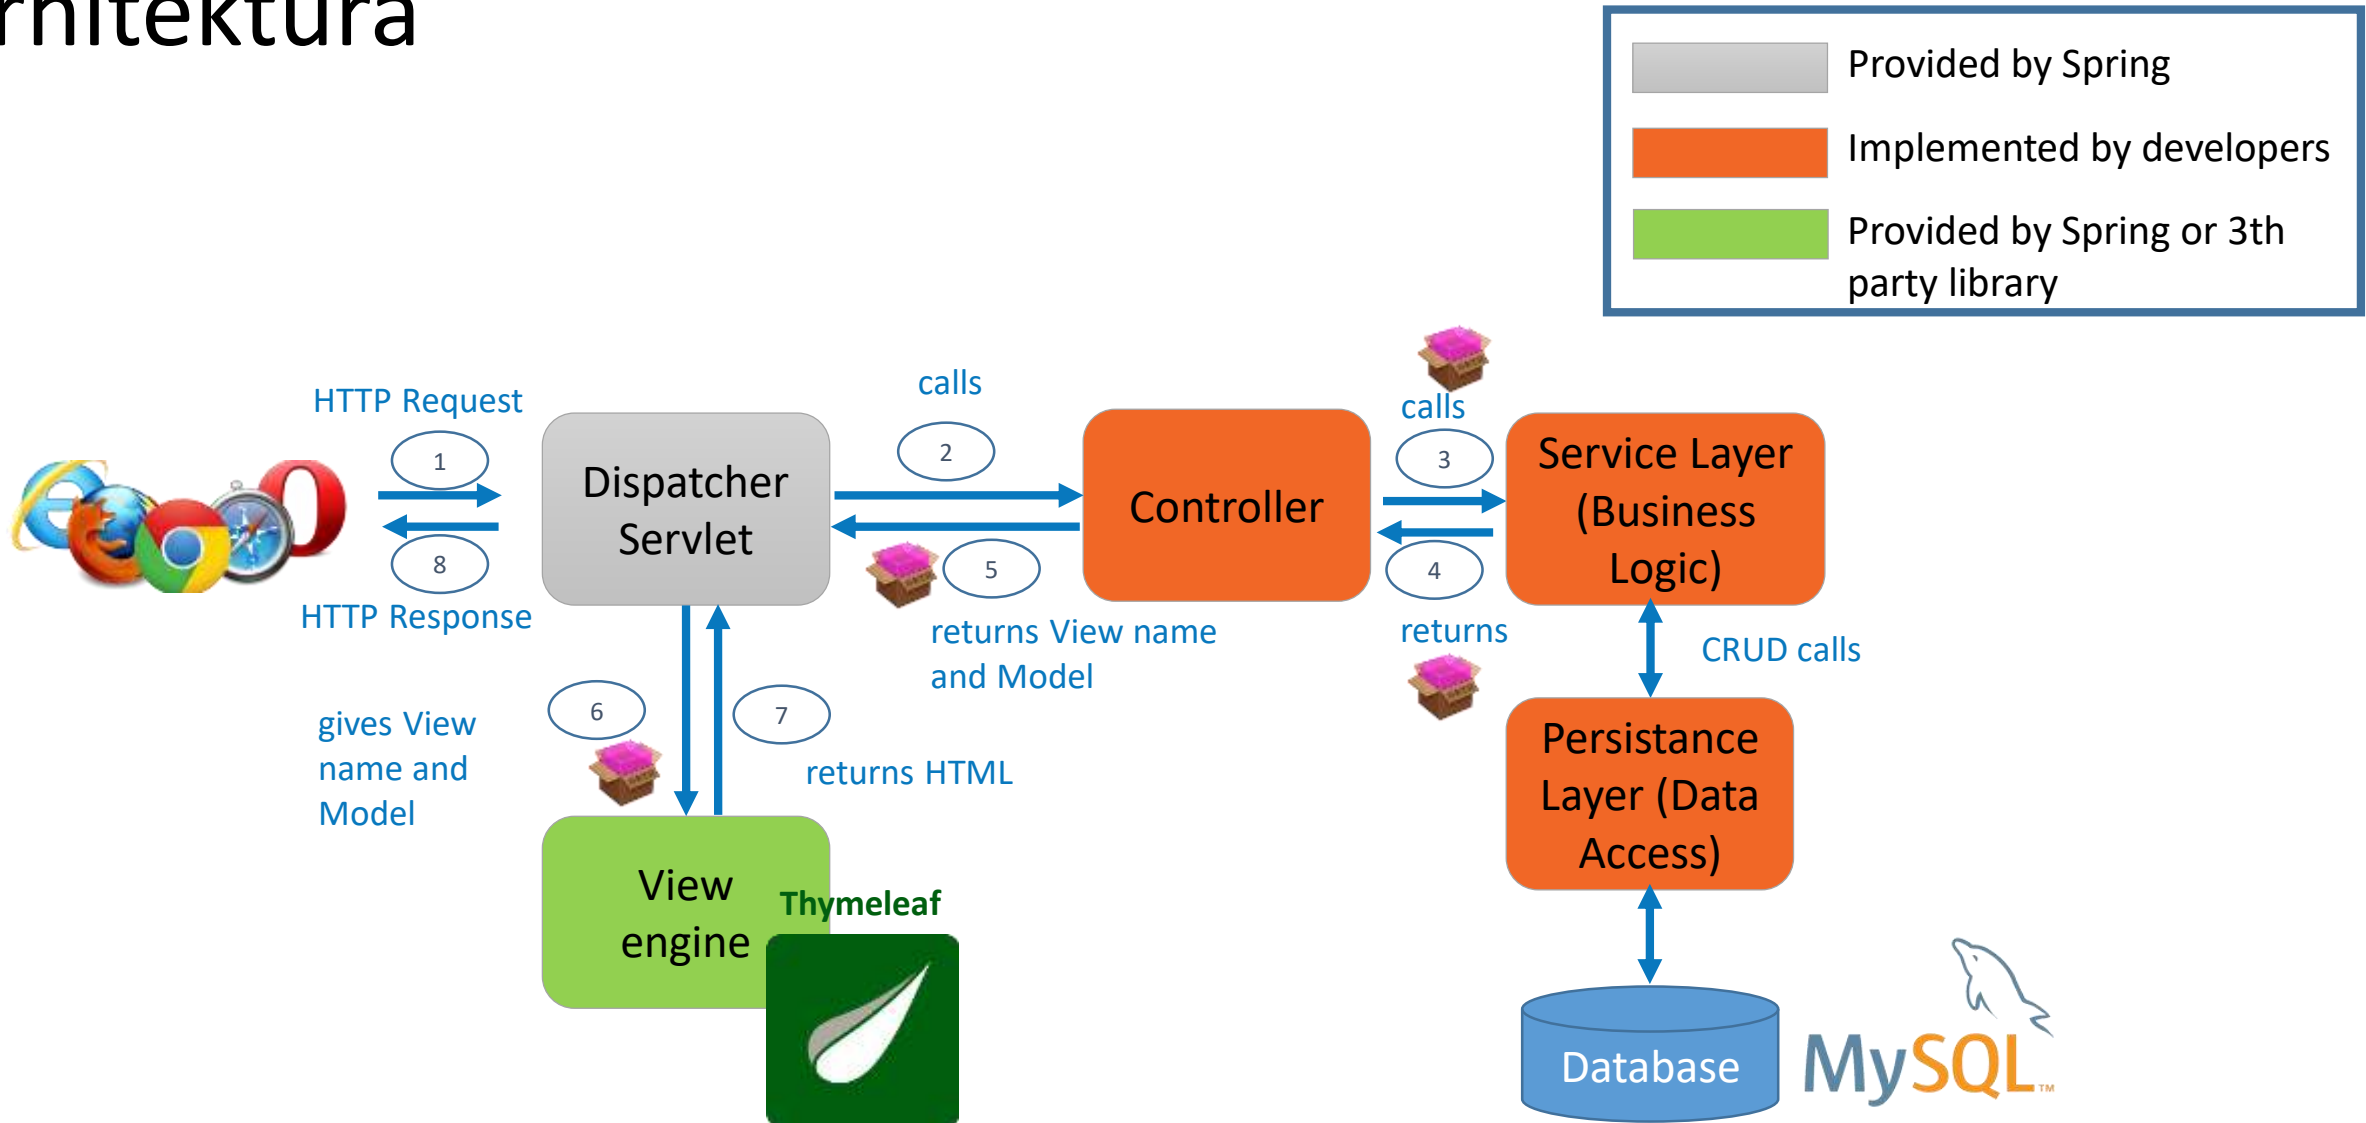 rhitektura
Provided by Spring
Implemented by developers
Provided by Spring or 3th
party library
HTTP Request
1
8
HTTP Response
Dispatcher
Servlet
calls
2
5
returns View name
and Model
Controller
calls
3
4
returns
Service Layer
(Business
Logic)
CRUD calls
gives View
name and
Model
6
7
returns HTML
Persistance
Layer (Data
Access)
View
engine
Thymeleaf
Database
MySQL™